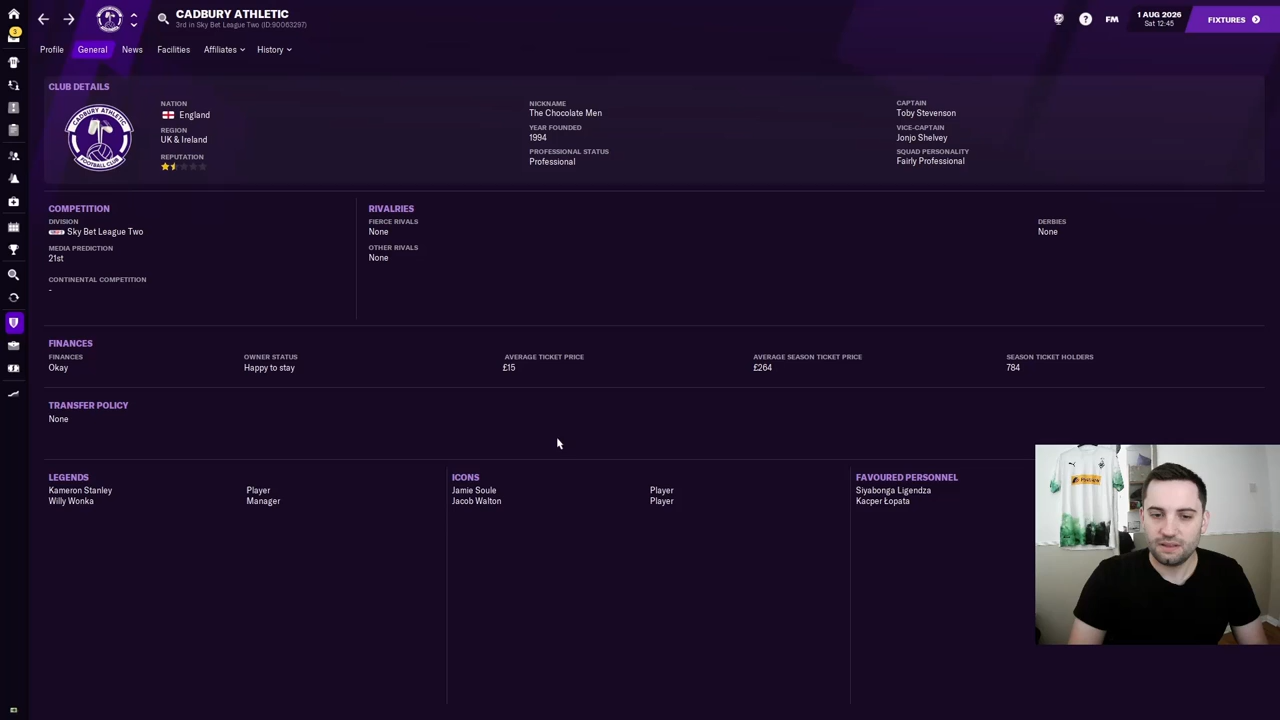 CADBURY ATHLETIC
3rd in Sky Bet League Two (ID:90063297)
3
FM
1 AUG 2026
Sat 12:45
FIXTURES
Profile
General
News
Facilities
Affiliates
History
CLUB DETAILS
CADBURY ATHLETIC
FOOTBALL CLUB
NATION
England
REGION
UK & Ireland
REPUTATION
NICKNAME
The Chocolate Men
YEAR FOUNDED
1994
PROFESSIONAL STATUS
Professional
CAPTAIN
Toby Stevenson
VICE-CAPTAIN
Jonjo Shelvey
SQUAD PERSONALITY
Fairly Professional
COMPETITION
DIVISION
Sky Bet League Two
MEDIA PREDICTION
21st
CONTINENTAL COMPETITION
-
RIVALRIES
FIERCE RIVALS
None
OTHER RIVALS
None
DERBIES
None
FINANCES
FINANCES
Okay
OWNER STATUS
Happy to stay
AVERAGE TICKET PRICE
£15
AVERAGE SEASON TICKET PRICE
£264
SEASON TICKET HOLDERS
784
TRANSFER POLICY
None
LEGENDS
Kameron Stanley Player
Willy Wonka Manager
ICONS
Jamie Soule Player
Jacob Walton Player
FAVOURED PERSONNEL
Siyabonga Ligendza
Kacper Łopata